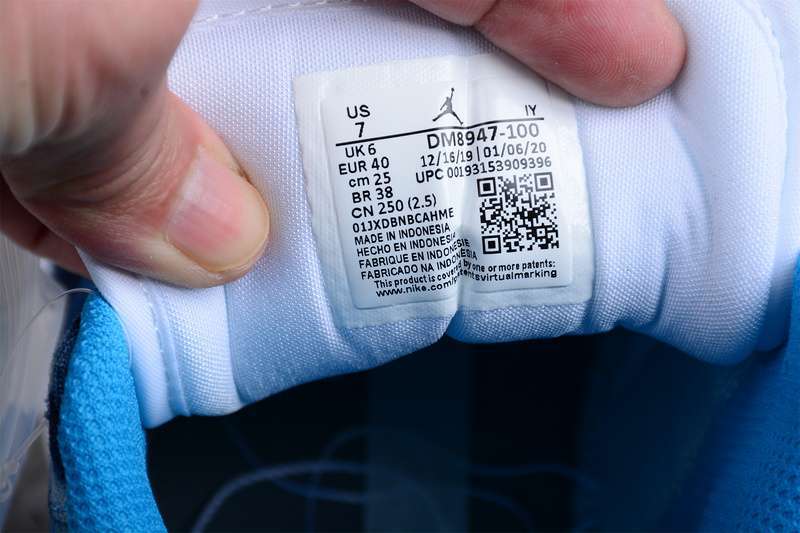 US IY
7 DM8947-100
UK 6 12/16/19 | 01/06/20
EUR 40 UPC 00193153909396
cm 25
BR 38
CN 250 (2.5)
01JXDBNBCAHME
MADE IN INDONESIA
HECHO EN INDONESIA
FABRIQUE EN INDONESIE
FABRICADO NA INDONESIA
This product is covered by one or more patents:
www.nike.com/patentsvirtualmarking